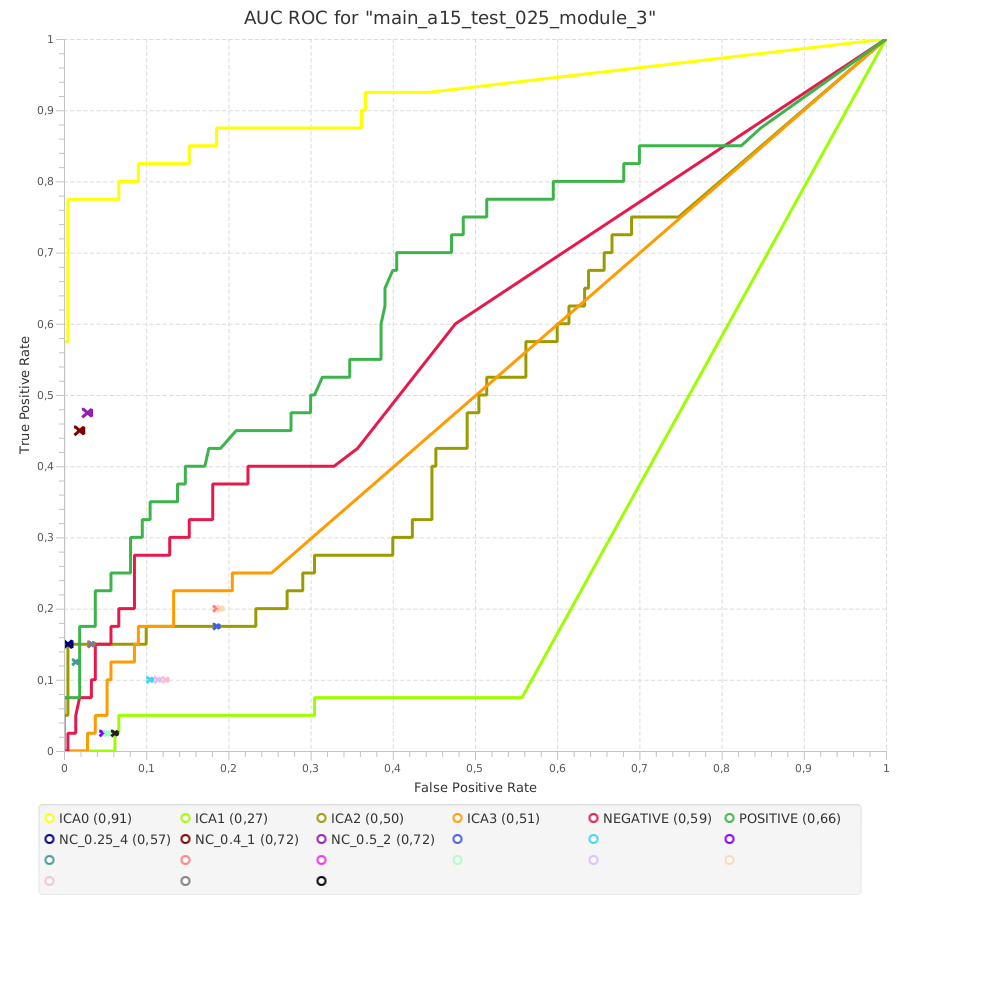 AUC ROC for "main_a15_test_025_module_3"
1
0,9
0,8
0,7
0,6
0,5
0,4
0,3
0,2
0,1
0
True Positive Rate
0 0,1 0,2 0,3 0,4 0,5 0,6 0,7 0,8 0,9 1
False Positive Rate
ICA0 (0,91) ICA1 (0,27) ICA2 (0,50) ICA3 (0,51) NEGATIVE (0,59) POSITIVE (0,66)
NC_0.25_4 (0,57) NC_0.4_1 (0,72) NC_0.5_2 (0,72)